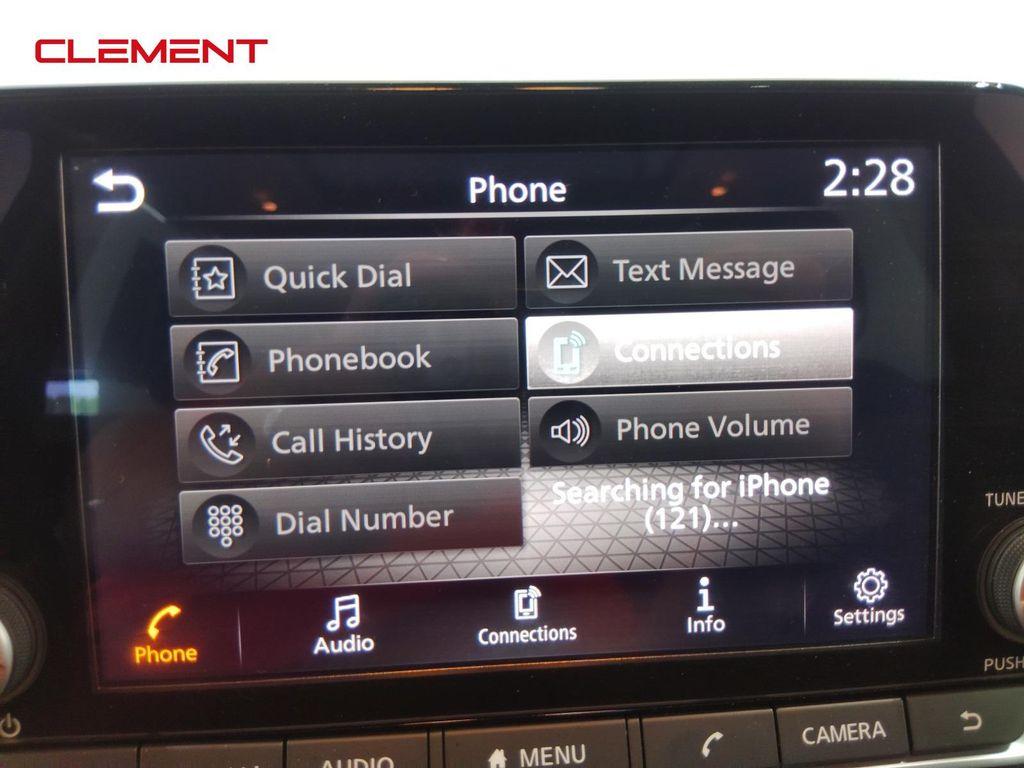 CLEMENT
Phone
2:28
Quick Dial
Text Message
Phonebook
Connections
Call History
Phone Volume
Dial Number
Searching for iPhone
(121)...
Phone
Audio
Connections
Info
Settings
TUNE
PUSH
AUDIO
MENU
CAMERA